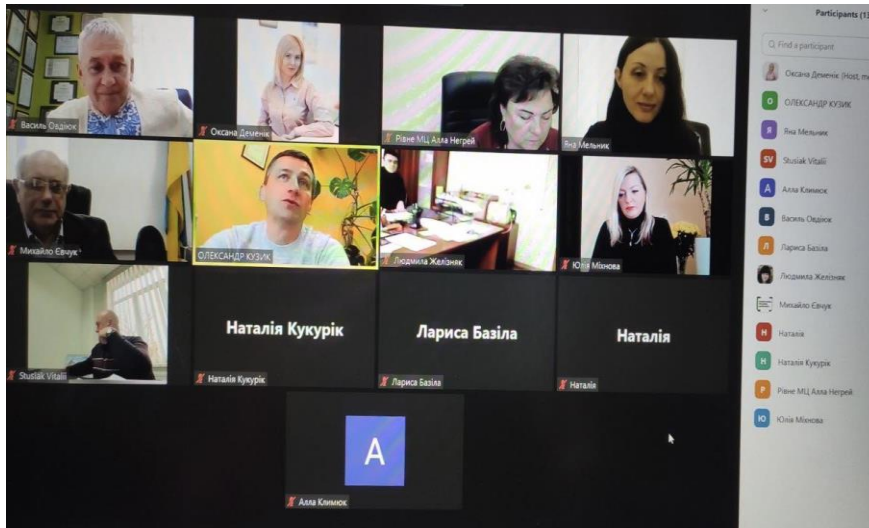 Василь Овдіюк
Оксана Деменік
Рівне МЦ Алла Негрей
Яна Мельник
Михайло Євчук
ОЛЕКСАНДР КУЗИК
Людмила Желізняк
Юлія Міхнова
Stusiak Vitalii
Наталія Кукурік
Наталія Кукурік
Лариса Базіла
Лариса Базіла
Наталія
Наталія
A
Алла Климюк
Participants (13
Find a participant
Оксана Деменік (Host, me
О
ОЛЕКСАНДР КУЗИК
Я
Яна Мельник
SV
Stusiak Vitalii
А
Алла Климюк
В
Василь Овдіюк
Л
Лариса Базіла
Людмила Желізняк
Михайло Євчук
Н
Наталія
Н
Наталія Кукурік
Р
Рівне МЦ Алла Негрей
Ю
Юлія Міхнова